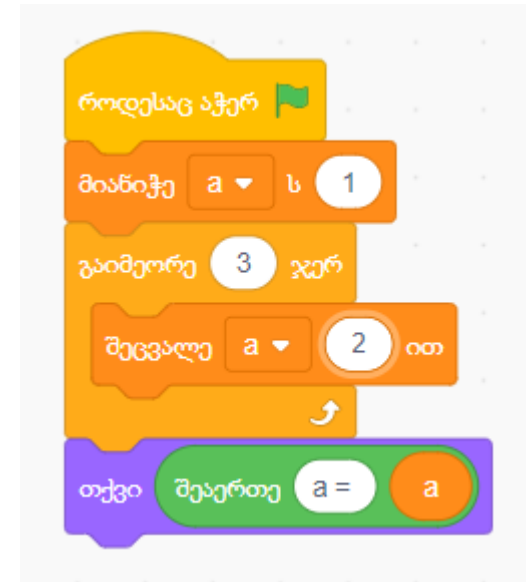 როდესაც აჭერ
მიანიჭე a ს 1
გაიმეორე 3 ჯერ
შეცვალე a 2 ით
თქვი შეაერთე a = a